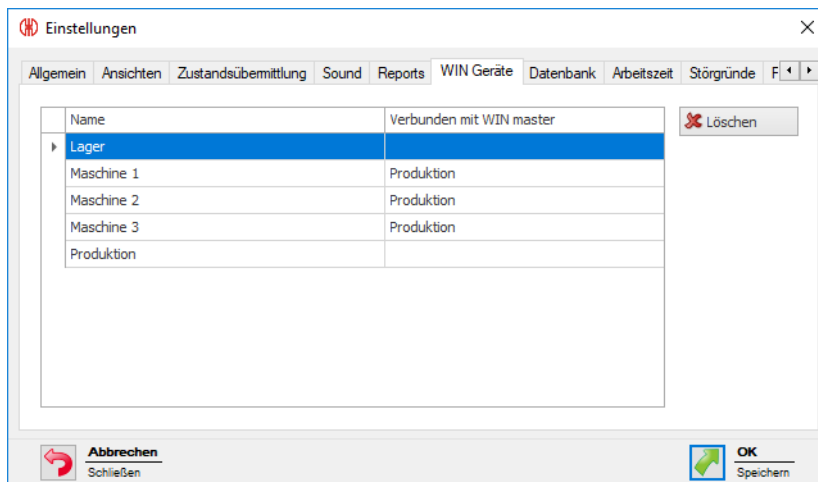 Einstellungen
Allgemein Ansichten Zustandsübermittlung Sound Reports WIN Geräte Datenbank Arbeitszeit Störgründe F
Name Verbunden mit WIN master
Löschen
Lager
Maschine 1 Produktion
Maschine 2 Produktion
Maschine 3 Produktion
Produktion
Abbrechen
Schließen
OK
Speichern